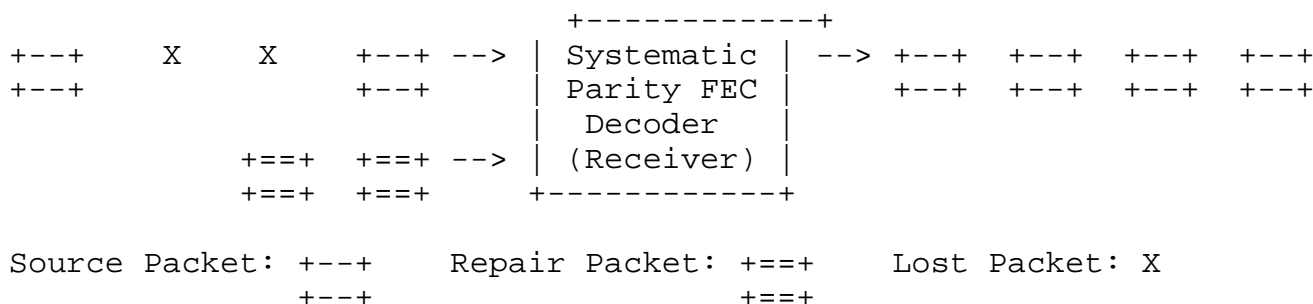 +------------+
+--+    X    X    +--+ --> | Systematic | --> +--+  +--+  +--+  +--+
+--+              +--+     | Parity FEC |     +--+  +--+  +--+  +--+
                           |  Decoder   |
            +==+  +==+ --> | (Receiver) |
            +==+  +==+     +------------+

Source Packet: +--+    Repair Packet: +==+    Lost Packet: X
               +--+                   +==+